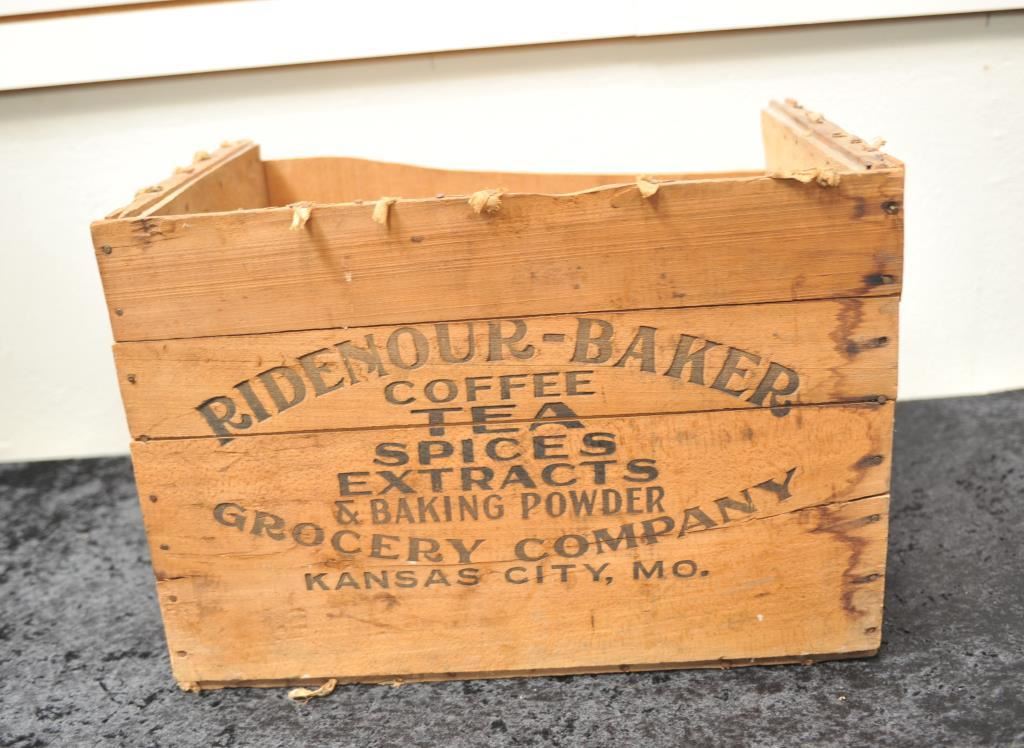 RIDENOUR-BAKER
COFFEE
TEA
SPICES
EXTRACTS
& BAKING POWDER
GROCERY COMPANY
KANSAS CITY, MO.